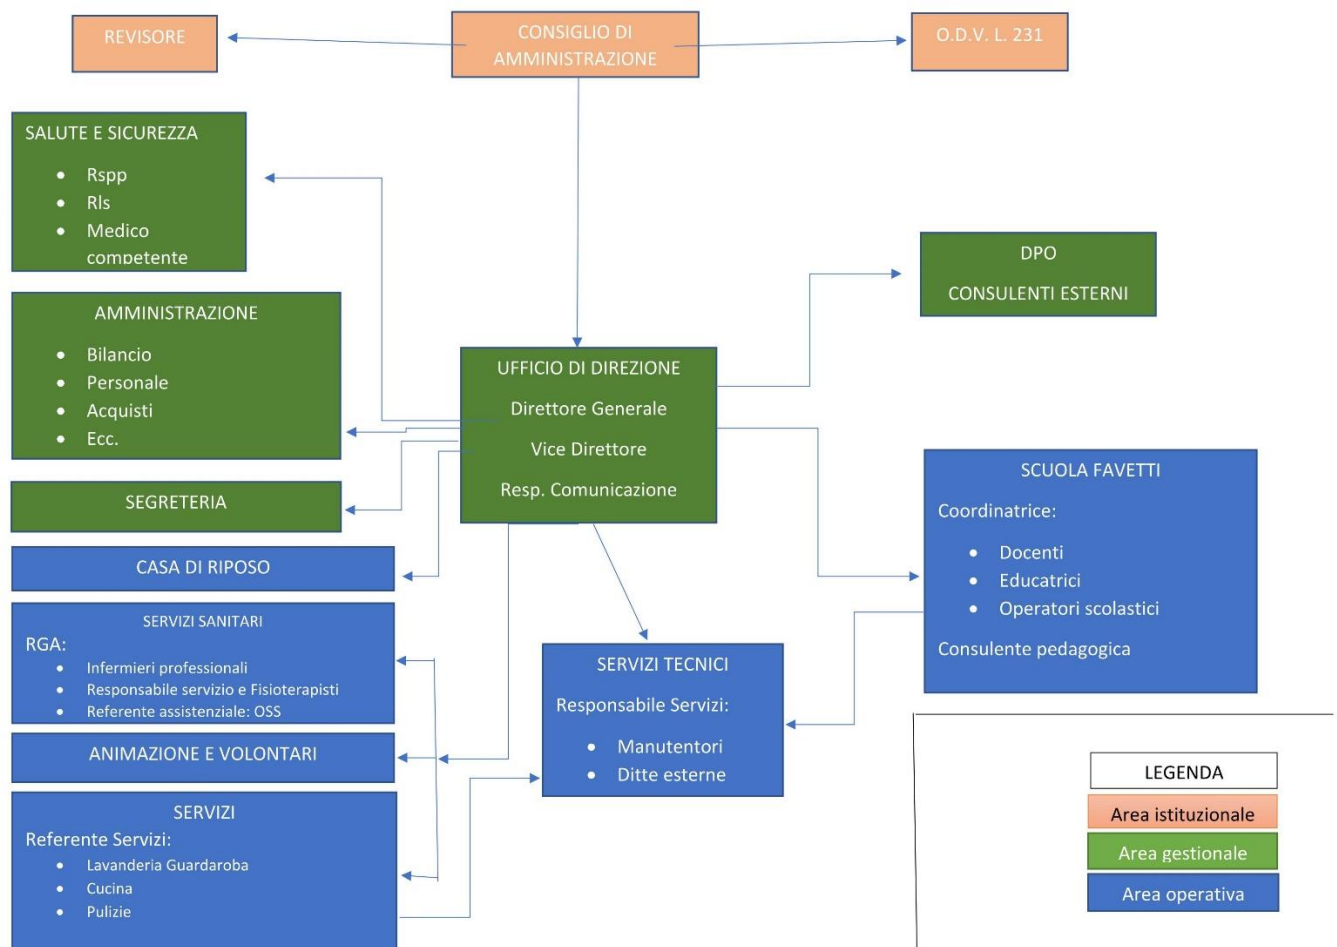 REVISORE
CONSIGLIO DI
AMMINISTRAZIONE
O.D.V. L. 231
SALUTE E SICUREZZA
• Rspp
• Rls
• Medico
competente
DPO
CONSULENTI ESTERNI
AMMINISTRAZIONE
• Bilancio
• Personale
• Acquisti
• Ecc.
UFFICIO DI DIREZIONE
Direttore Generale
Vice Direttore
Resp. Comunicazione
SEGRETERIA
SCUOLA FAVETTI
Coordinatrice:
• Docenti
• Educatrici
• Operatori scolastici
Consulente pedagogica
CASA DI RIPOSO
SERVIZI SANITARI
RGA:
• Infermieri professionali
• Responsabile servizio e Fisioterapisti
• Referente assistenziale: OSS
SERVIZI TECNICI
Responsabile Servizi:
• Manutentori
• Ditte esterne
ANIMAZIONE E VOLONTARI
SERVIZI
Referente Servizi:
• Lavanderia Guardaroba
• Cucina
• Pulizie
LEGENDA
Area istituzionale
Area gestionale
Area operativa